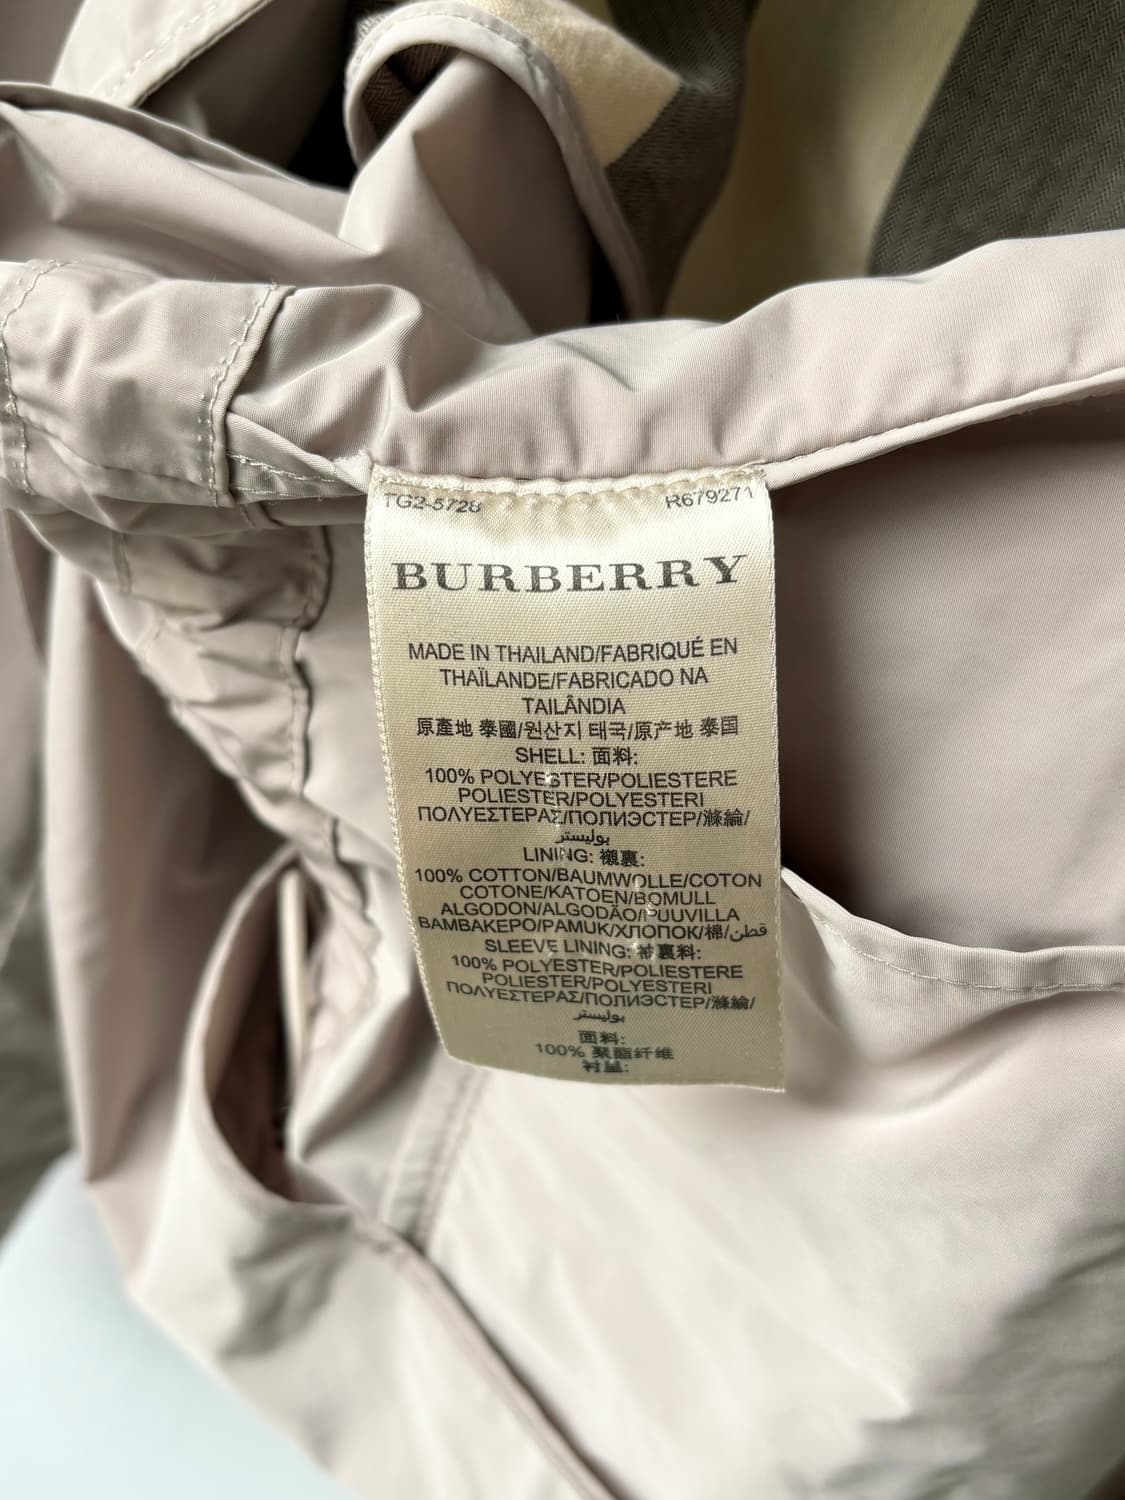 TG2-5728 R679271
BURBERRY
MADE IN THAILAND/FABRIQUÉ EN
THAÏLANDE/FABRICADO NA
TAILÂNDIA
原產地 泰國/원산지 태국/原产地 泰国
SHELL: 面料:
100% POLYESTER/POLIESTERE
POLIESTER/POLYESTERI
ΠΟΛΥΕΣΤΕΡΑΣ/ПОЛИЭСТЕР/滌綸/
بوليستر
LINING: 襯裏:
100% COTTON/BAUMWOLLE/COTON
COTONE/KATOEN/BOMULL
ALGODON/ALGODÃO/PUUVILLA
ΒΑΜΒΑΚΕΡΟ/PAMUK/ХЛОПОК/棉/قطن
SLEEVE LINING: 袖裏料:
100% POLYESTER/POLIESTERE
POLIESTER/POLYESTERI
ΠΟΛΥΕΣΤΕΡΑΣ/ПОЛИЭСТЕР/滌綸/
بوليستر
面料:
100% 聚酯纤维
衬里: